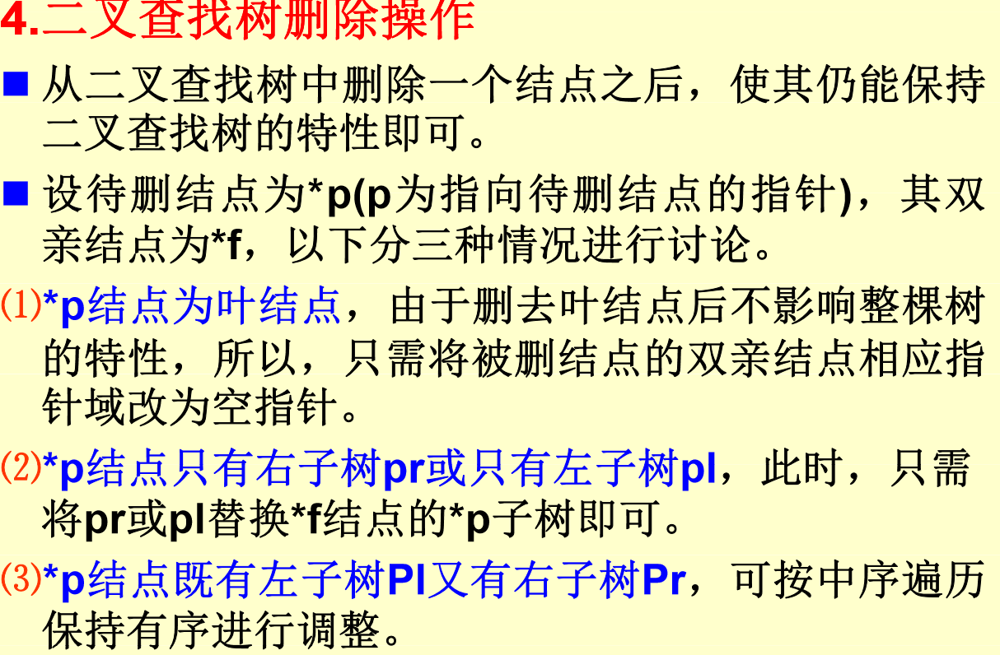 4.二叉查找树删除操作
从二叉查找树中删除一个结点之后，使其仍能保持
二叉查找树的特性即可。
设待删结点为*p(p为指向待删结点的指针)，其双
亲结点为*f，以下分三种情况进行讨论。
⑴*p结点为叶结点，由于删去叶结点后不影响整棵树
的特性，所以，只需将被删结点的双亲结点相应指
针域改为空指针。
⑵*p结点只有右子树pr或只有左子树pl，此时，只需
将pr或pl替换*f结点的*p子树即可。
⑶*p结点既有左子树Pl又有右子树Pr，可按中序遍历
保持有序进行调整。